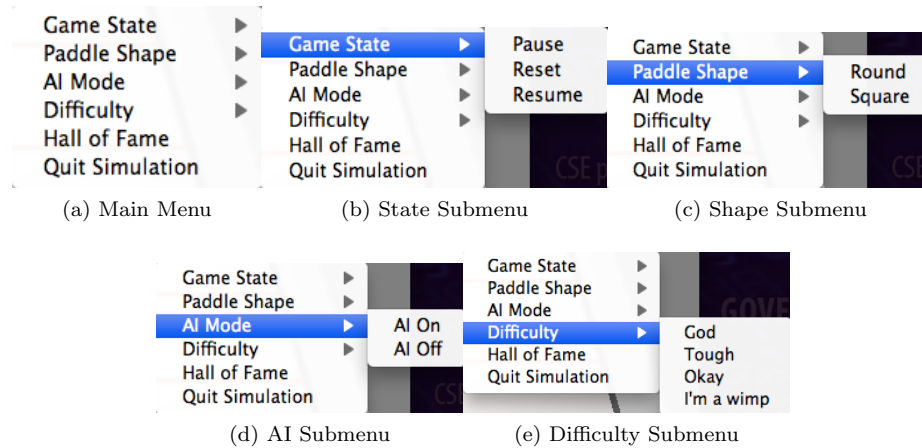 Game State
Paddle Shape
AI Mode
Difficulty
Hall of Fame
Quit Simulation
(a) Main Menu
Game State
Paddle Shape
AI Mode
Difficulty
Hall of Fame
Quit Simulation
Pause
Reset
Resume
CSE p
(b) State Submenu
Game State
Paddle Shape
AI Mode
Difficulty
Hall of Fame
Quit Simulation
Round
Square
CSE
(c) Shape Submenu
Game State
Paddle Shape
AI Mode
Difficulty
Hall of Fame
Quit Simulation
AI On
AI Off
CSE
(d) AI Submenu
Game State
Paddle Shape
AI Mode
Difficulty
Hall of Fame
Quit Simulation
GOVE
God
Tough
Okay
I'm a wimp
(e) Difficulty Submenu